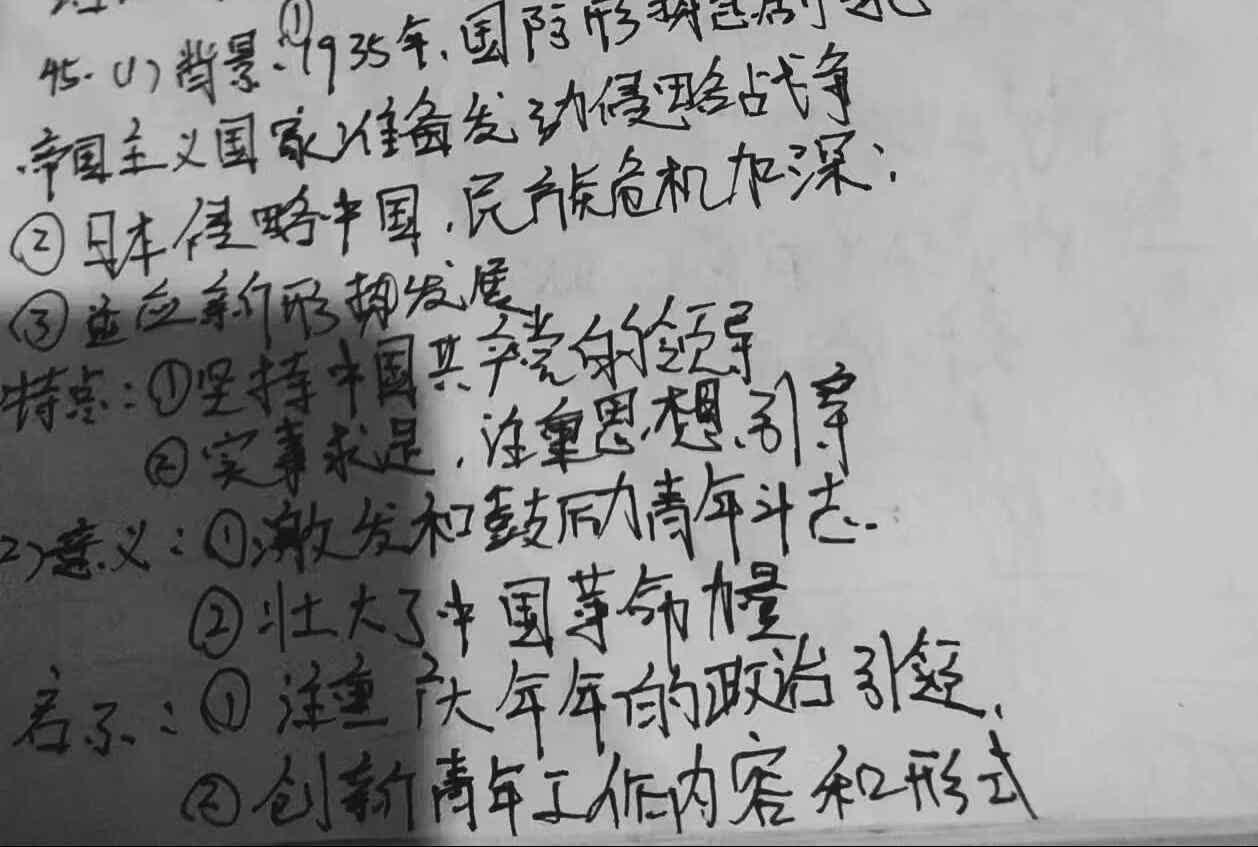 45.(1)背景:①1935年,国际形势急剧
帝国主义国家准备发动侵略战争
②日本侵略中国,民族危机加深;
③适应新形势发展
特点:①坚持中国共产党的领导
②实事求是,注重思想引导
2)意义:①激发和鼓励青年斗志.
②壮大了中国革命力量
启示:①注重 年年的政治引领,
②创新青年工作内容和形式